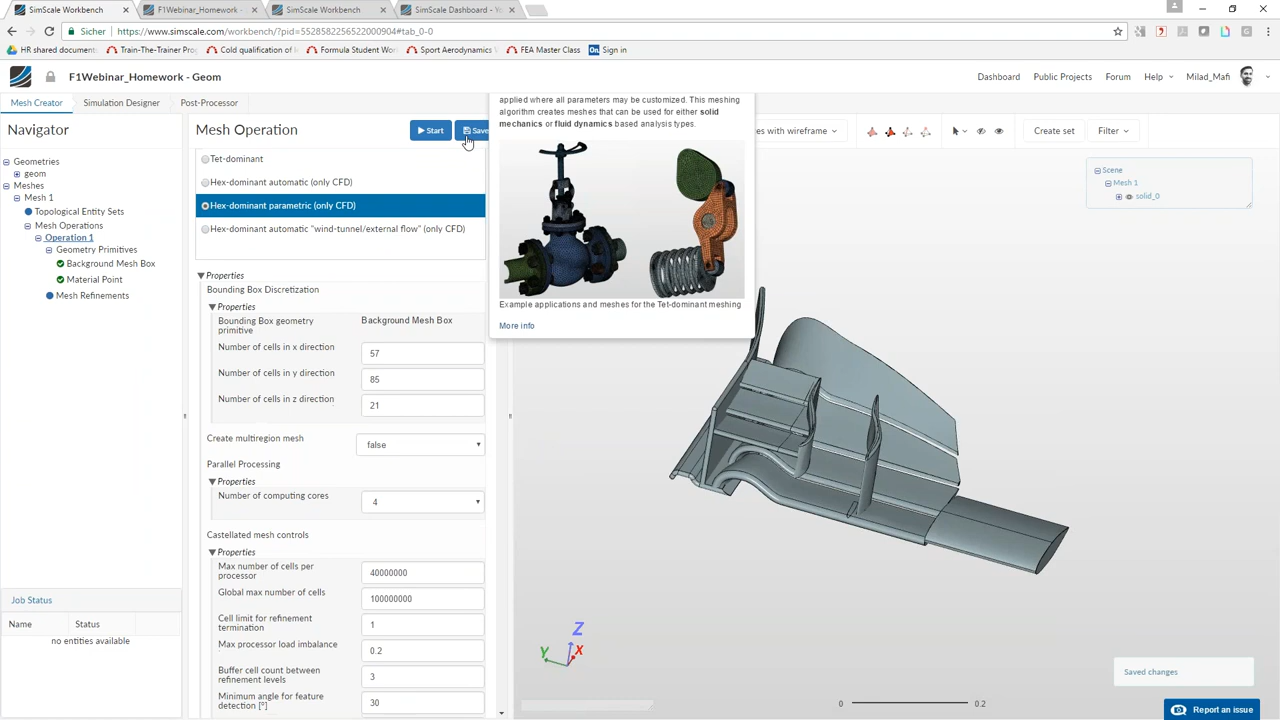 SimScale Workbench
F1Webinar_Homework -
SimScale Workbench
SimScale Dashboard - Yo
Sicher
https://www.simscale.com/workbench/?pid=5528582256522000904#tab_0-0
HR shared documents
Train-The-Trainer Prog
Cold qualification of
Formula Student Wor
Sport Aerodynamics
FEA Master Class
Sign in
F1Webinar_Homework - Geom
Dashboard
Public Projects
Forum
Help
Milad_Mafi
Mesh Creator
Simulation Designer
Post-Processor
Navigator
Geometries
geom
Meshes
Mesh 1
Topological Entity Sets
Mesh Operations
Operation 1
Geometry Primitives
Background Mesh Box
Material Point
Mesh Refinements
Job Status
Name
Status
no entities available
Mesh Operation
Start
Save
Tet-dominant
Hex-dominant automatic (only CFD)
Hex-dominant parametric (only CFD)
Hex-dominant automatic "wind-tunnel/external flow" (only CFD)
Properties
Bounding Box Discretization
Properties
Bounding Box geometry
primitive
Background Mesh Box
Number of cells in x direction
57
Number of cells in y direction
85
Number of cells in z direction
21
Create multiregion mesh
false
Parallel Processing
Properties
Number of computing cores
4
Castellated mesh controls
Properties
Max number of cells per
processor
40000000
Global max number of cells
100000000
Cell limit for refinement
termination
1
Max processor load imbalance
0.2
Buffer cell count between
refinement levels
3
Minimum angle for feature
detection [°]
30
applied where all parameters may be customized. This meshing
algorithm creates meshes that can be used for either solid
mechanics or fluid dynamics based analysis types.
Example applications and meshes for the Tet-dominant meshing
More info
es with wireframe
Create set
Filter
Scene
Mesh 1
solid_0
Z
Y
X
0
0.2
Saved changes
Report an issue